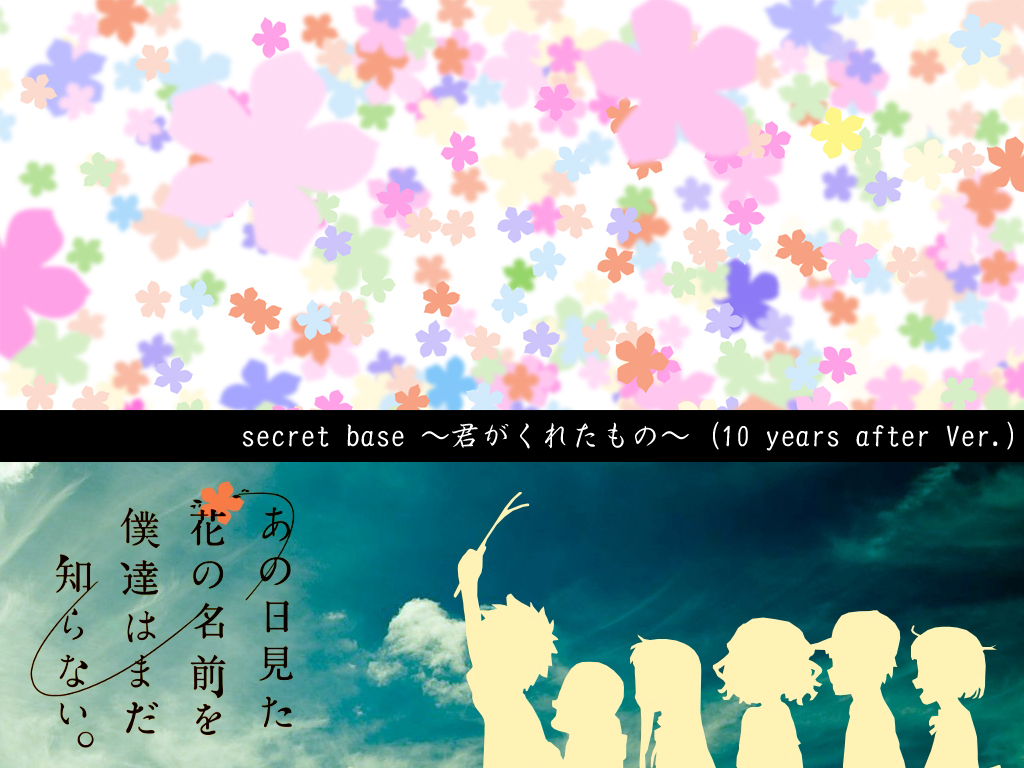 secret base ～君がくれたもの～ (10 years after Ver.)
あの日見た
花の名前を
僕達はまだ
知らない。